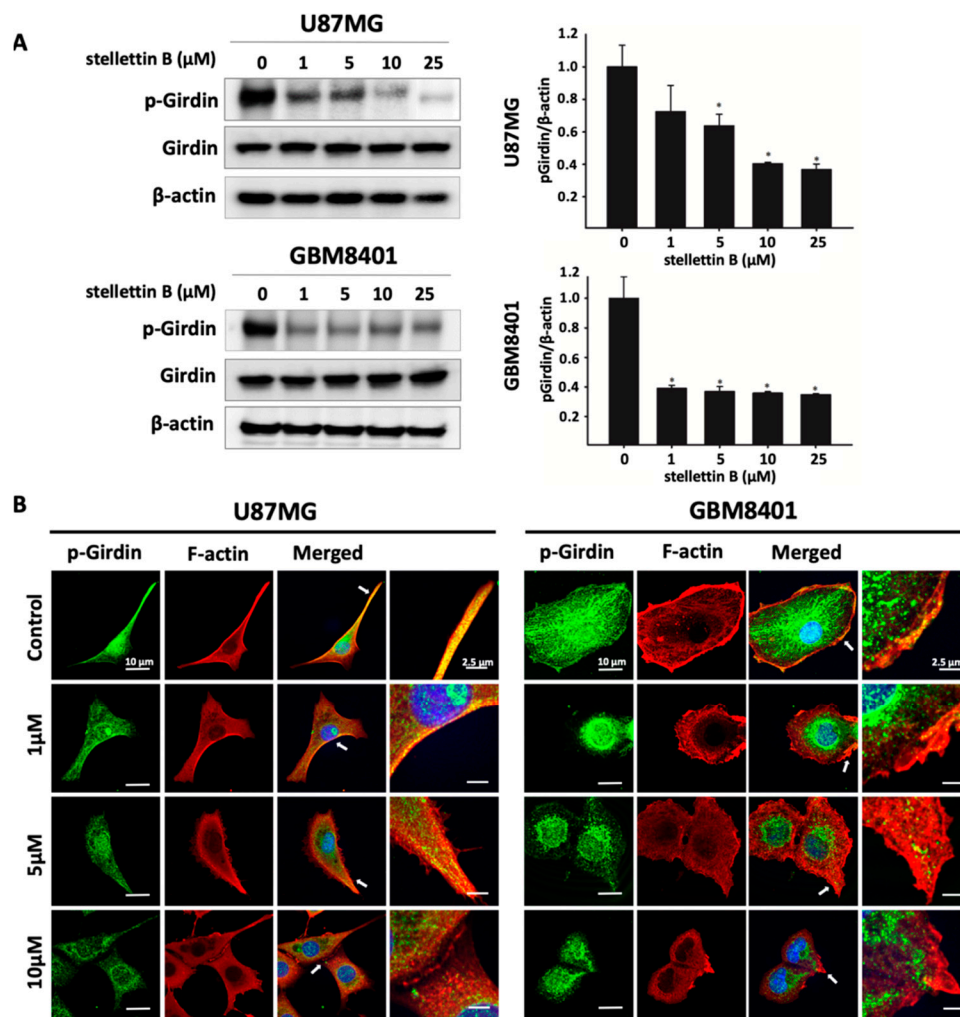 A
U87MG
stellettin B (μM)
0 1 5 10 25
p-Girdin
Girdin
β-actin
U87MG
pGirdin/β-actin
1.2
1.0
0.8
0.6
0.4
0.2
* * *
0 1 5 10 25
stellettin B (μM)
GBM8401
stellettin B (μM)
0 1 5 10 25
p-Girdin
Girdin
β-actin
GBM8401
pGirdin/β-actin
1.2
1.0
0.8
0.6
0.4
0.2
* * * *
0 1 5 10 25
stellettin B (μM)
B
U87MG GBM8401
p-Girdin F-actin Merged p-Girdin F-actin Merged
Control
10 μm 2.5 μm 10 μm 2.5 μm
1μM
5μM
10μM